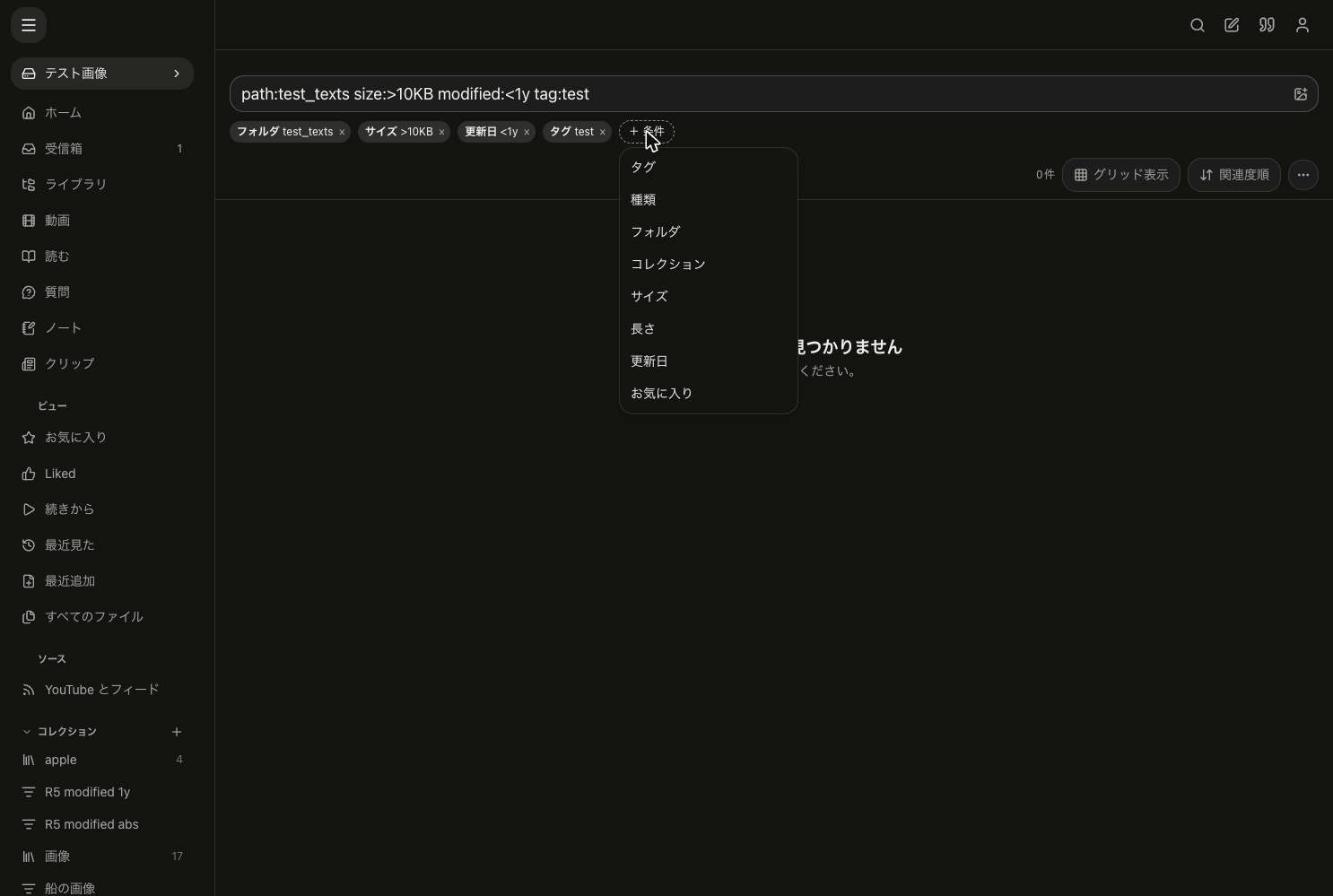 テスト画像
ホーム
受信箱 1
ライブラリ
動画
読む
質問
ノート
クリップ
ビュー
お気に入り
Liked
続きから
最近見た
最近追加
すべてのファイル
ソース
YouTube とフィード
コレクション
apple 4
R5 modified 1y
R5 modified abs
画像 17
船の画像
path:test_texts size:>10KB modified:<1y tag:test
フォルダ test_texts × サイズ >10KB × 更新日 <1y × タグ test × + 条件
0件 グリッド表示 関連度順
タグ
種類
フォルダ
コレクション
サイズ
長さ
更新日
お気に入り
見つかりません
ください。